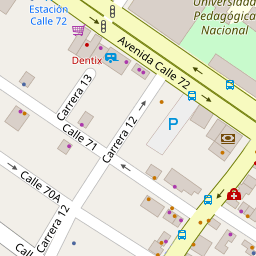 Estación
Calle 72
Universidad
Pedagógica
Nacional
Avenida Calle 72
Dentix
Carrera 13
Calle 71
Carrera 12
P
Calle 70A
Carrera 12